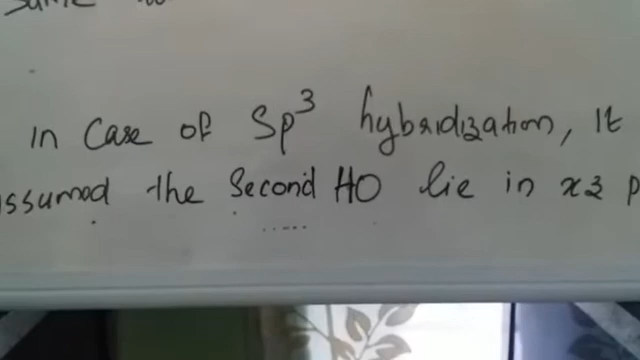 In Case of Sp³ hybridization, It
assumed the Second HO lie in xz p
.....